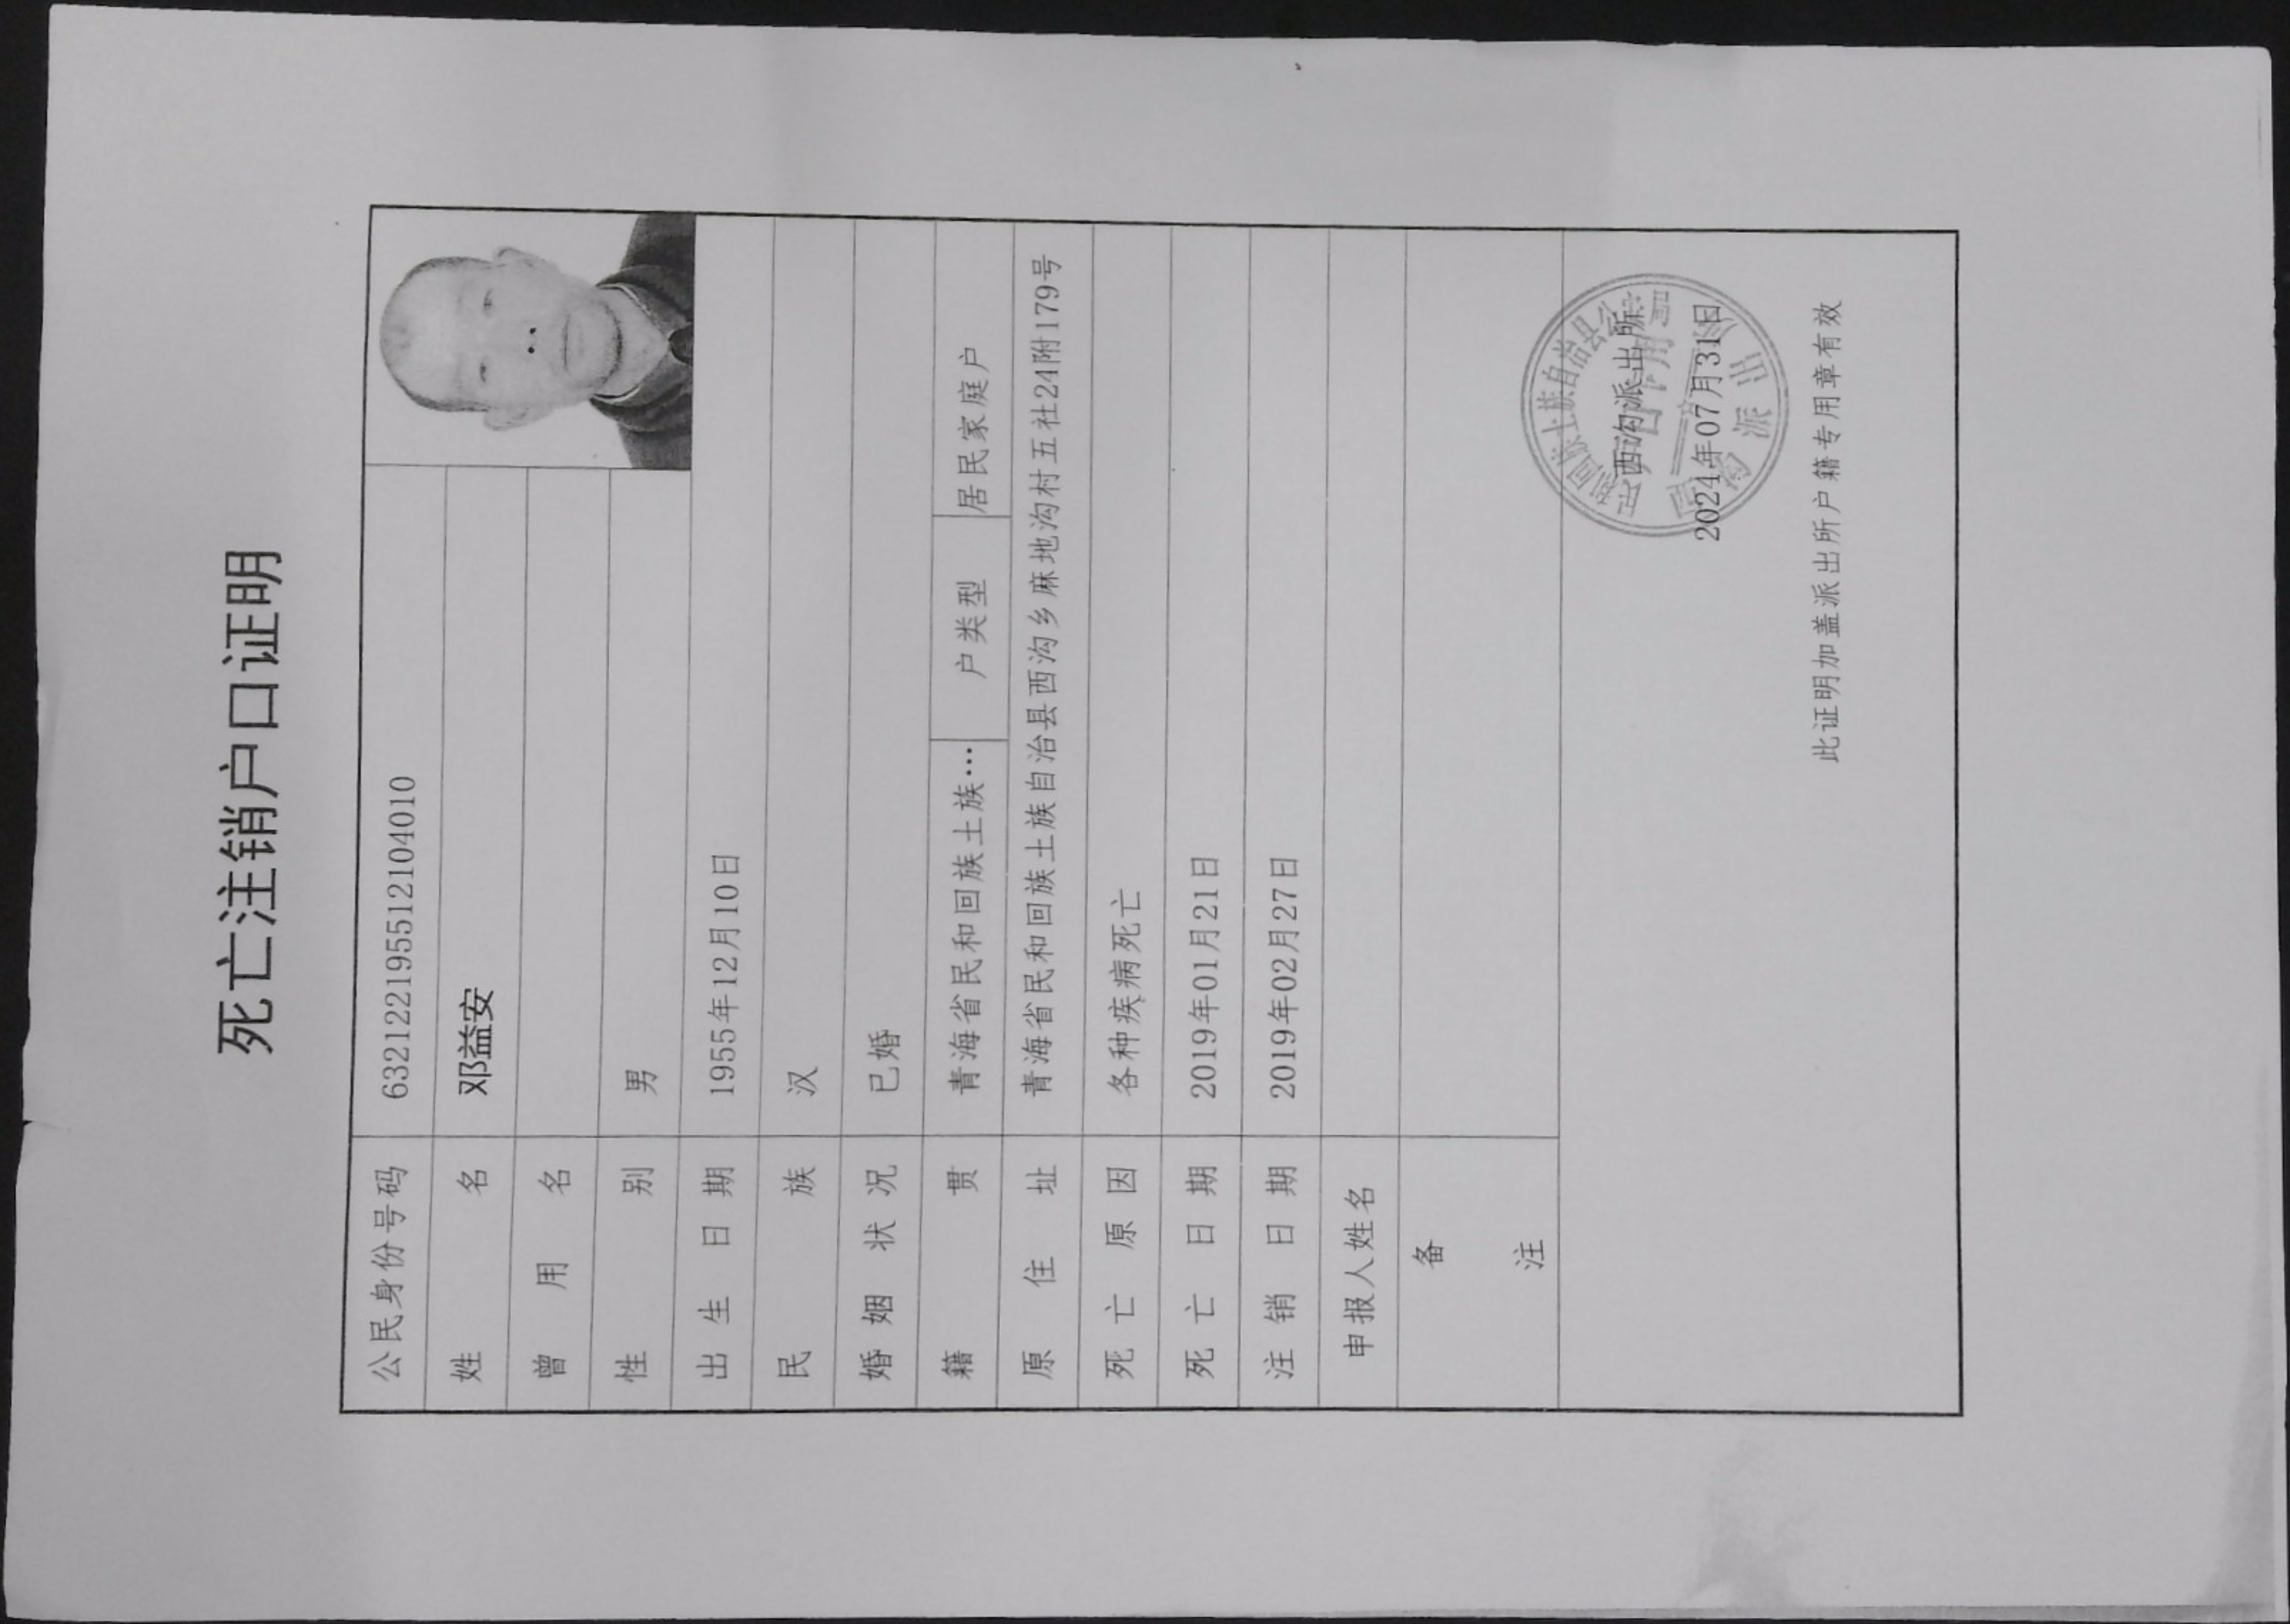 死亡注销户口证明
公民身份号码 632122195512104010
姓名 邓益安
曾用名
性别 男
出生日期 1955年12月10日
民族 汉
婚姻状况 已婚
籍贯 青海省民和回族土族… 户类型 居民家庭户
原住址 青海省民和回族土族自治县西沟乡麻地沟村五社24附179号
死亡原因 各种疾病死亡
死亡日期 2019年01月21日
注销日期 2019年02月27日
申报人姓名
备
注
民和回族土族自治县公安局
西沟派出所
户口专用
2024年07月31日
西沟派出所
此证明加盖派出所户籍专用章有效